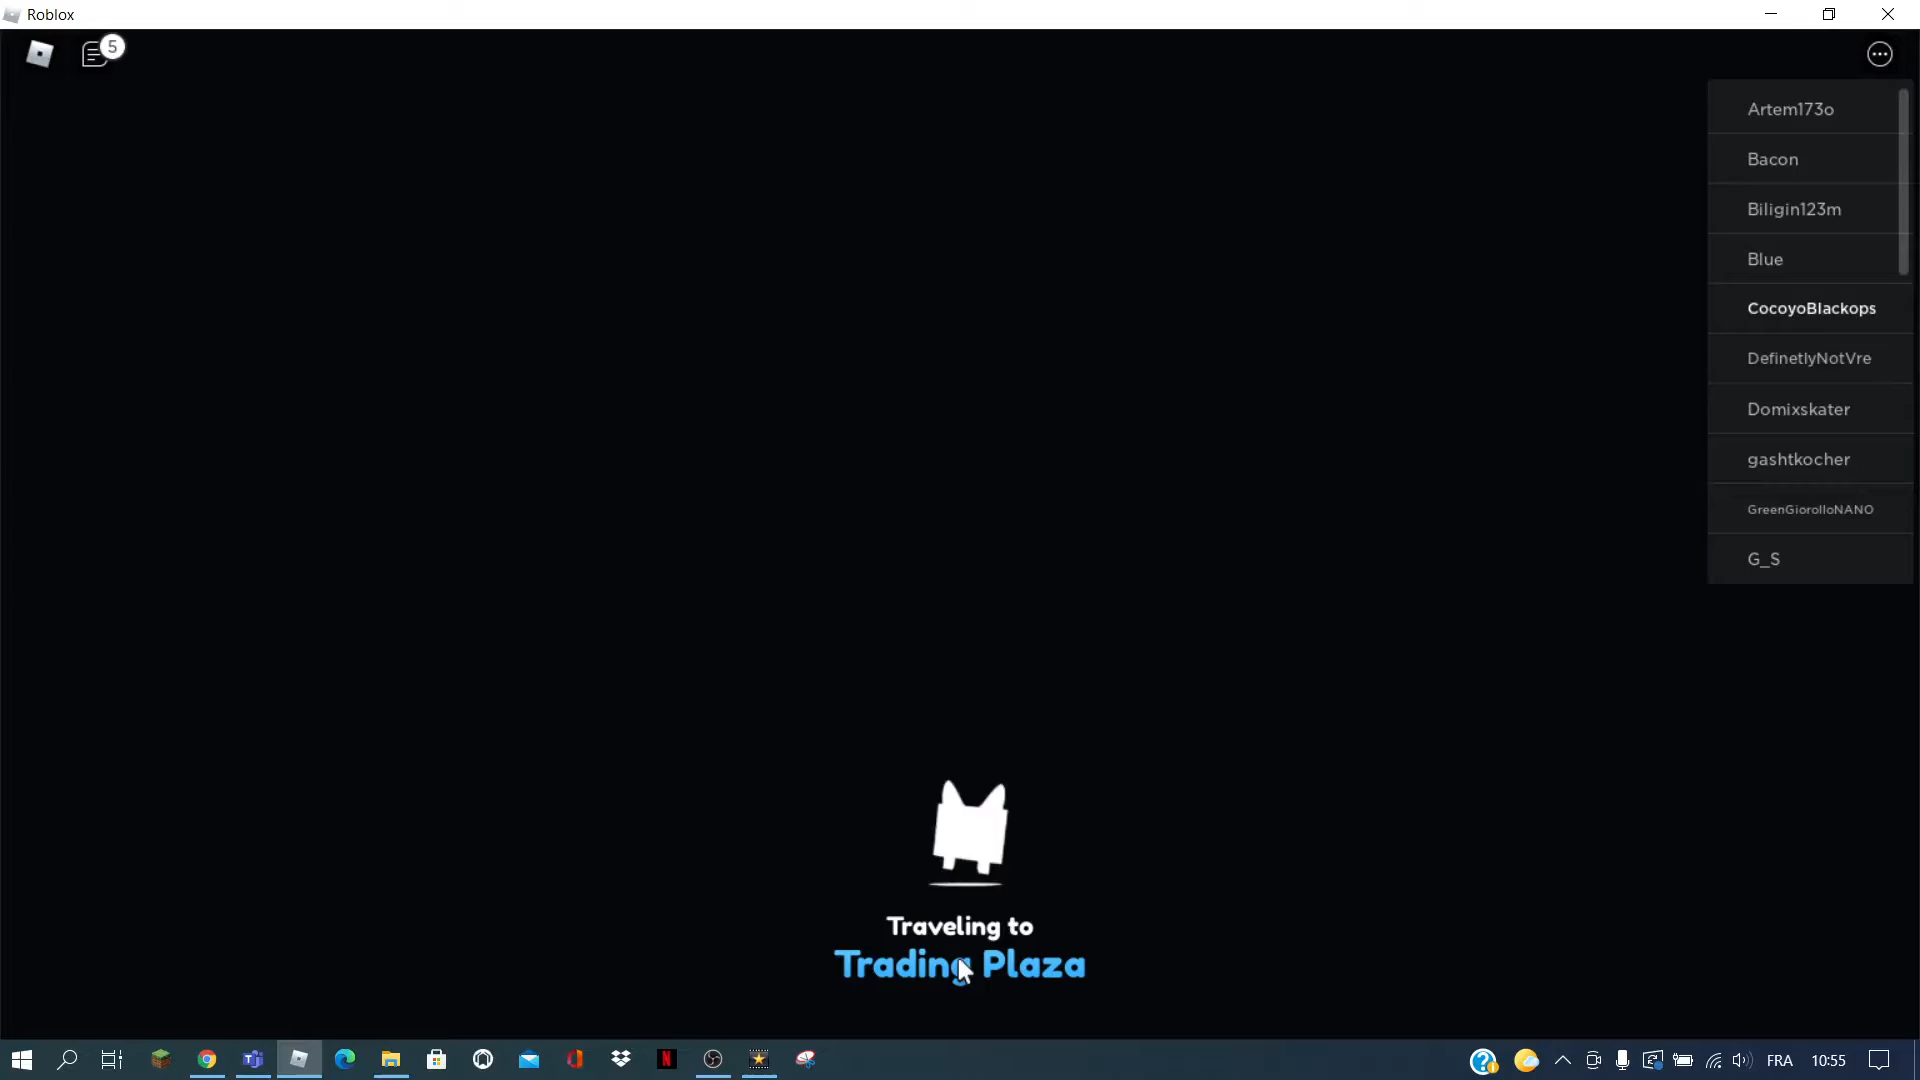 Roblox
5
Artem173o
Bacon
Biligin123m
Blue
CocoyoBlackops
DefinetlyNotVre
Domixskater
gashtkocher
GreenGiorolloNANO
G_S
Traveling to
Trading Plaza
FRA
10:55